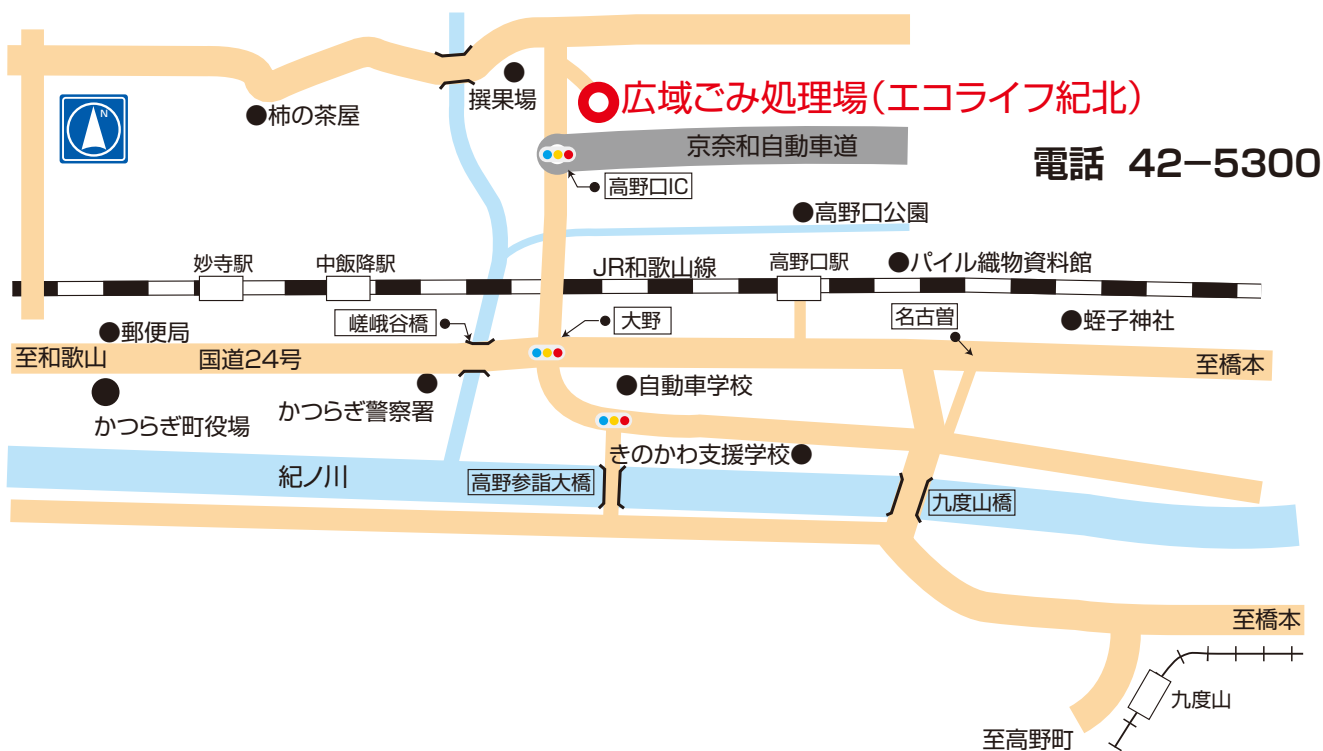 撰果場
広域ごみ処理場（エコライフ紀北）
柿の茶屋
N
京奈和自動車道
電話 42−5300
高野口IC
高野口公園
妙寺駅
中飯降駅
JR和歌山線
高野口駅
パイル織物資料館
嵯峨谷橋
大野
名古曽
蛭子神社
郵便局
至和歌山
国道24号
至橋本
自動車学校
かつらぎ警察署
かつらぎ町役場
きのかわ支援学校
紀ノ川
高野参詣大橋
九度山橋
至橋本
九度山
至高野町